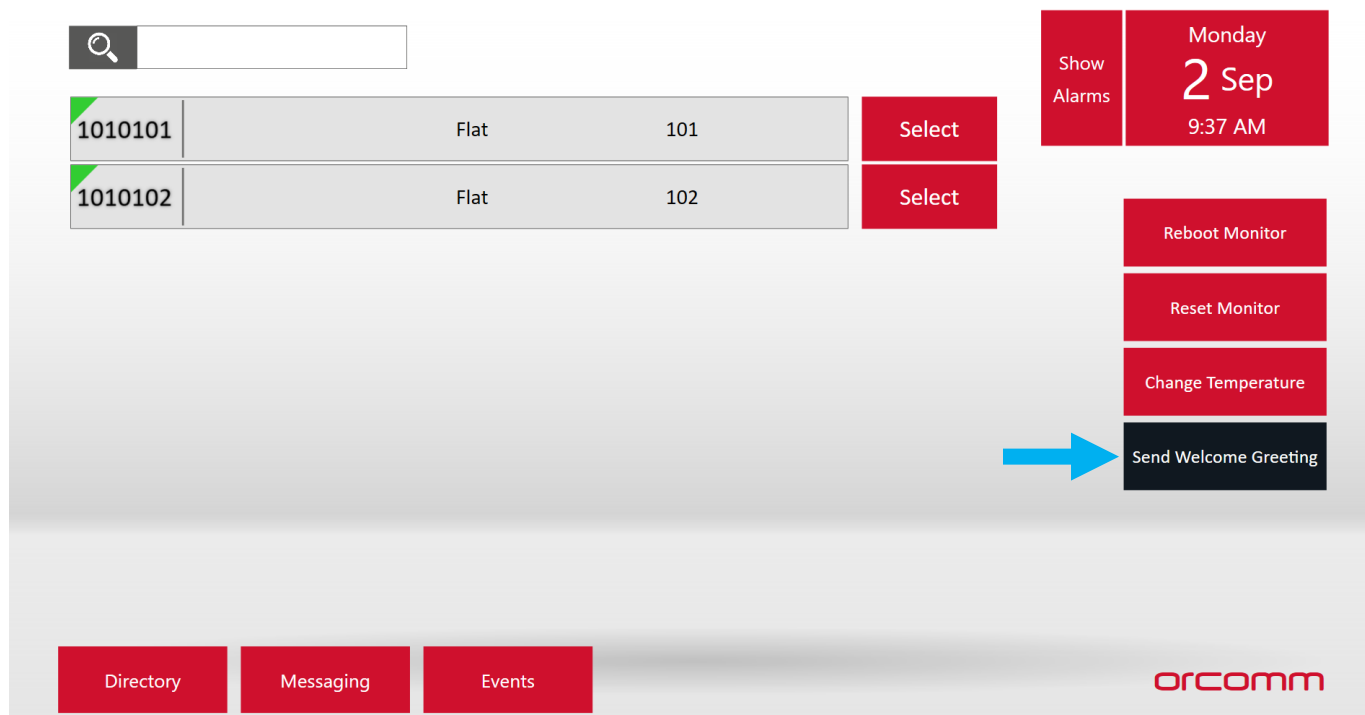 Show
Alarms
Monday
2 Sep
9:37 AM
1010101 Flat 101 Select
1010102 Flat 102 Select
Reboot Monitor
Reset Monitor
Change Temperature
Send Welcome Greeting
Directory Messaging Events
orcomm